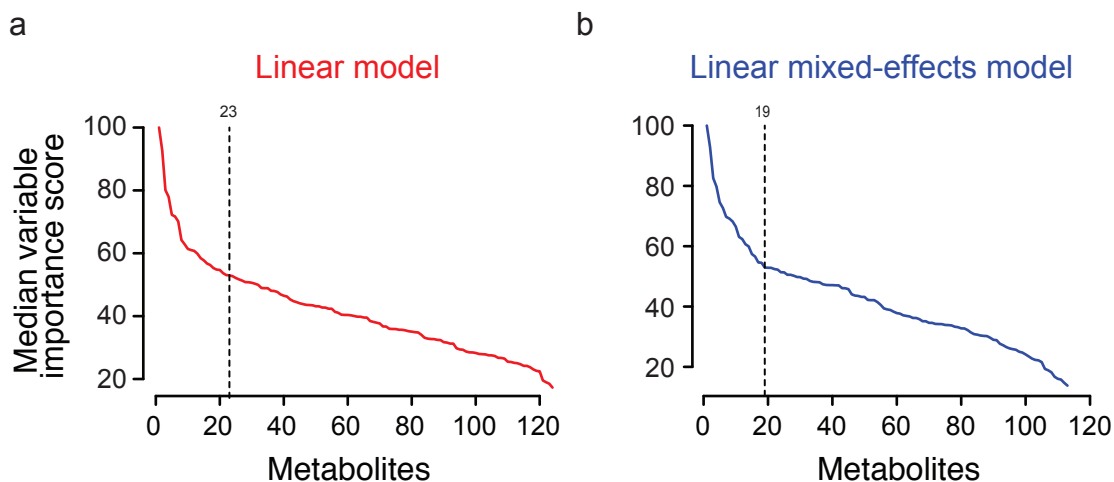 a
Linear model
23
100
80
60
40
20
Median variable
importance score
0 20 40 60 80 100 120
Metabolites
b
Linear mixed-effects model
19
100
80
60
40
20
0 20 40 60 80 100 120
Metabolites